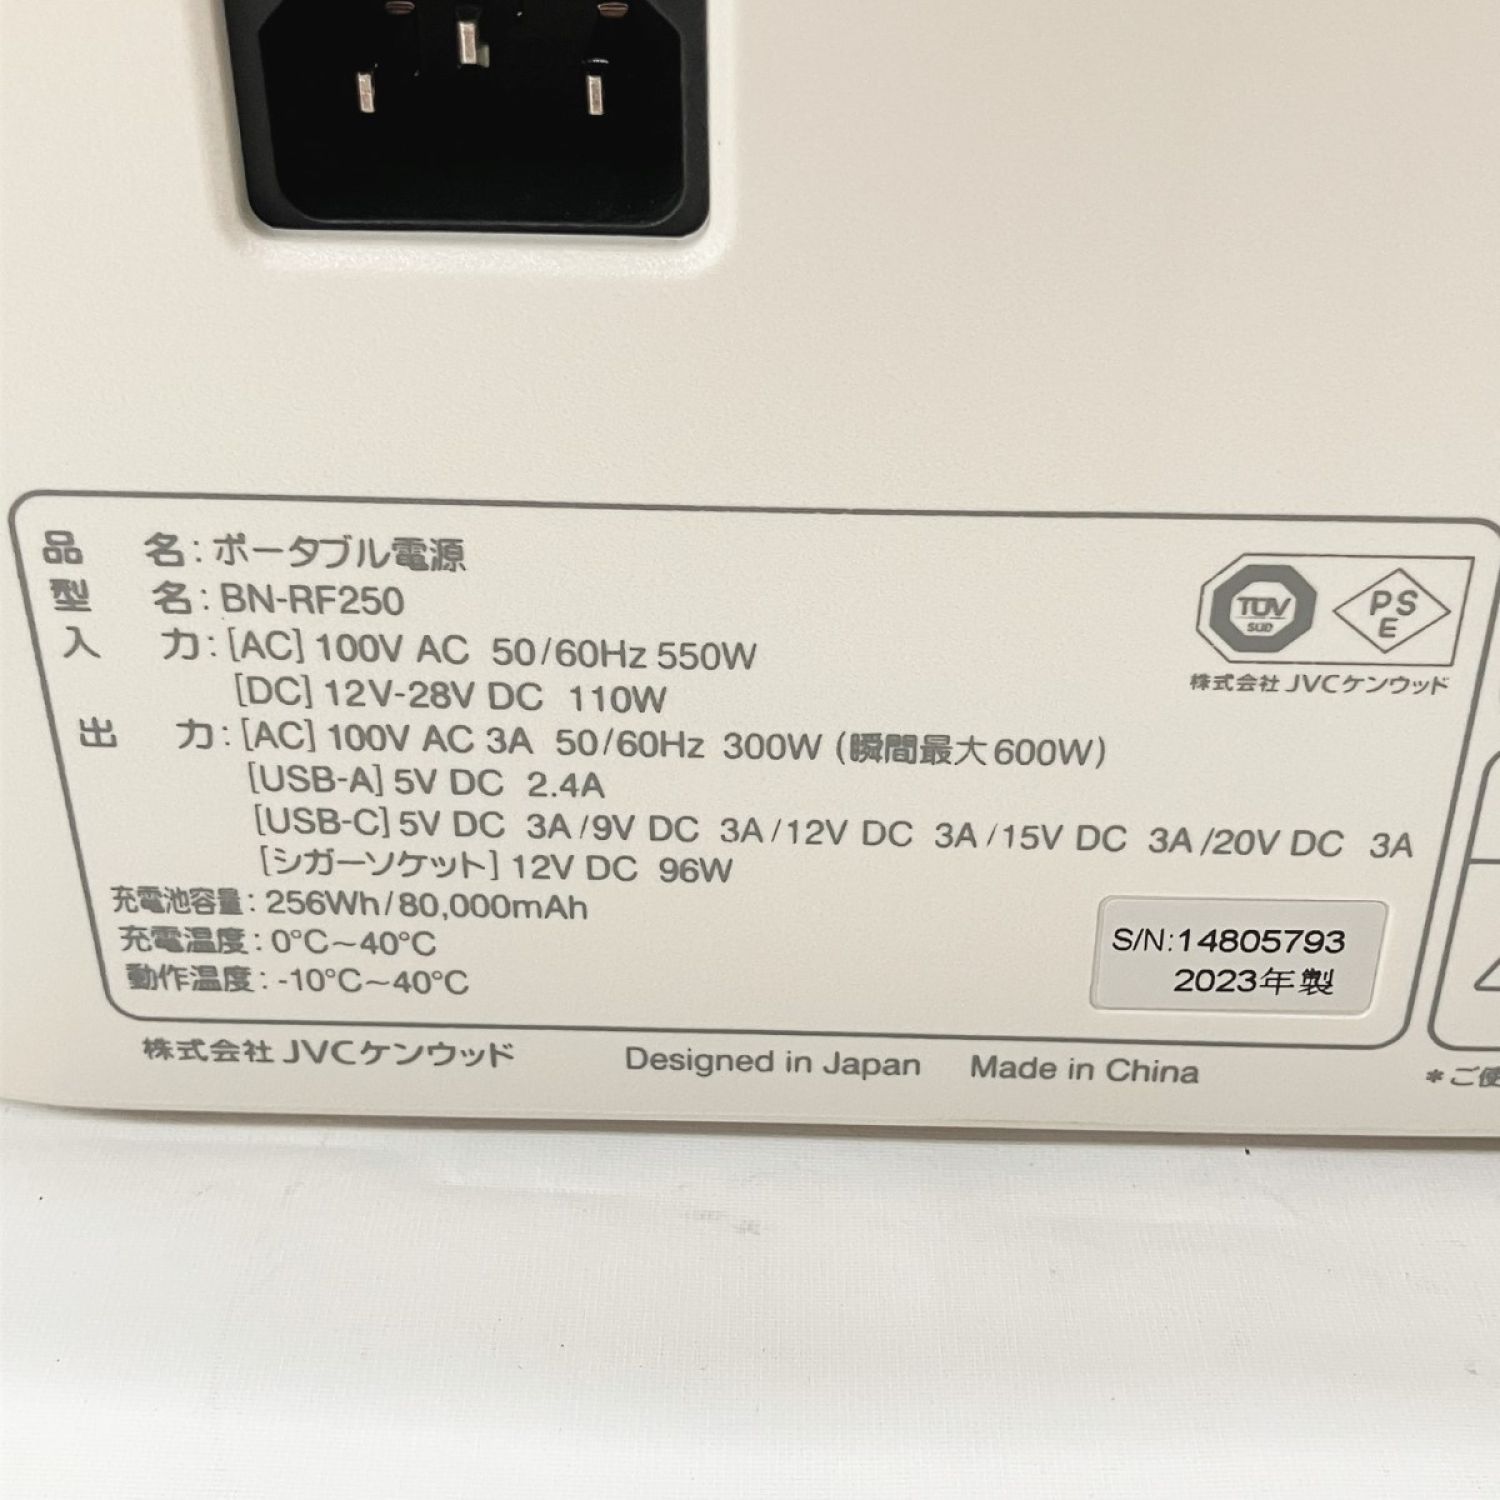 品 名：ポータブル電源
型 名：BN-RF250
入 力：[AC] 100V AC 50/60Hz 550W
[DC] 12V-28V DC 110W
出 力：[AC] 100V AC 3A 50/60Hz 300W (瞬間最大600W)
[USB-A] 5V DC 2.4A
[USB-C] 5V DC 3A/9V DC 3A/12V DC 3A/15V DC 3A/20V DC 3A
[シガーソケット] 12V DC 96W
充電池容量：256Wh/80,000mAh
充電温度：0°C～40°C
動作温度：-10°C～40°C
TÜV
SÜD
PS
E
株式会社 JVCケンウッド
S/N:14805793
2023年製
株式会社 JVCケンウッド Designed in Japan Made in China
*ご使